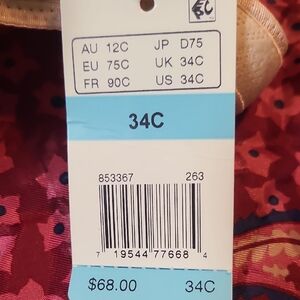 AU 12C JP D75
EU 75C UK 34C
FR 90C US 34C
34C
853367 263
7 19544 77668 4
$68.00 34C